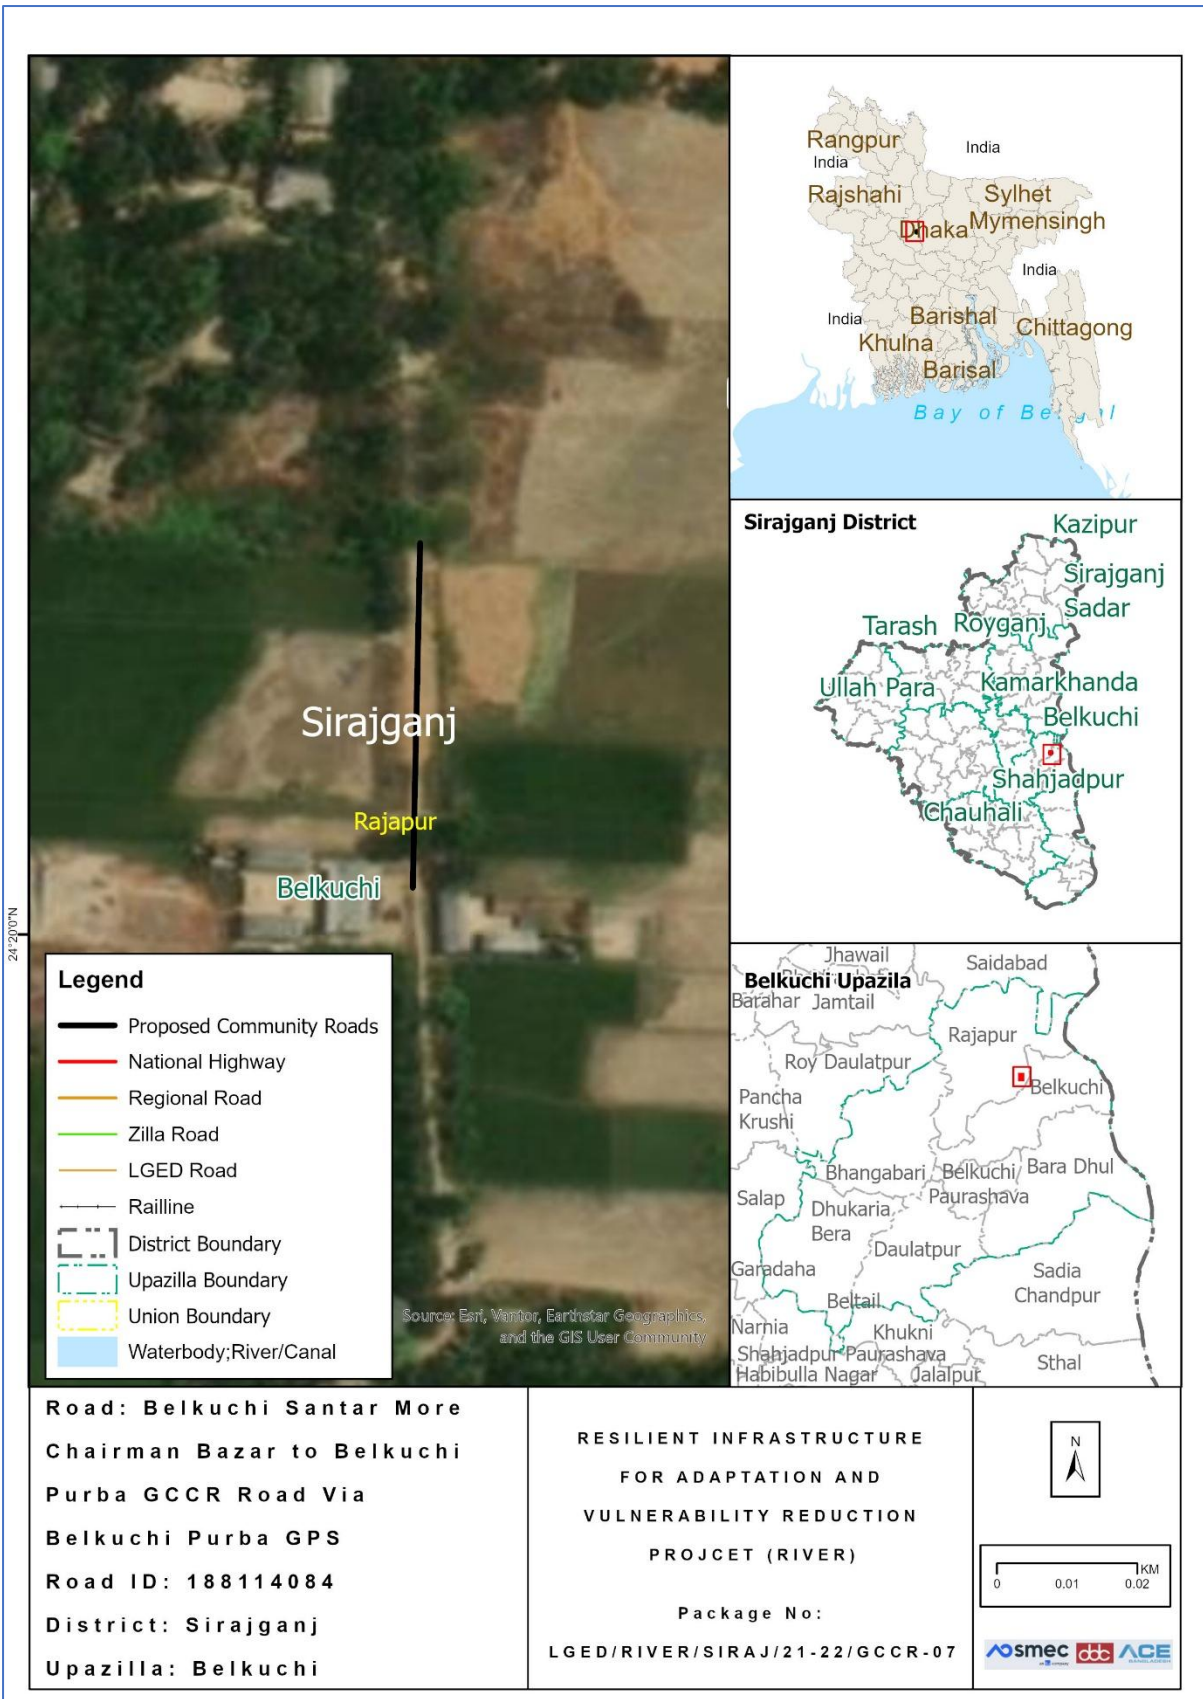 Sirajganj
Rajapur
Belkuchi
24°20'0"N
Legend
Proposed Community Roads
National Highway
Regional Road
Zilla Road
LGED Road
Railline
District Boundary
Upazilla Boundary
Union Boundary
Waterbody;River/Canal
Source: Esri, Vantor, Earthstar Geographics,
and the GIS User Community
Rangpur
India
India
Rajshahi
Sylhet
Mymensingh
Dhaka
India
India
Barishal
Chittagong
Khulna
Barisal
Bay of Be
Sirajganj District
Kazipur
Sirajganj
Sadar
Tarash
Royganj
Ullah Para
Kamarkhanda
Belkuchi
Shahjadpur
Chauhali
Belkuchi Upazila
Jhawail
Saidabad
Barahar
Jamtail
Rajapur
Roy Daulatpur
Belkuchi
Pancha
Krushi
Bhangabari
Belkuchi
Paurashava
Bara Dhul
Salap
Dhukaria
Bera
Daulatpur
Garadaha
Sadia
Chandpur
Beltail
Narnia
Khukni
Shahjadpur Paurashava
Sthal
Habibulla Nagar
Jalalpur
Road: Belkuchi Santar More
Chairman Bazar to Belkuchi
Purba GCCR Road Via
Belkuchi Purba GPS
Road ID: 188114084
District: Sirajganj
Upazilla: Belkuchi
RESILIENT INFRASTRUCTURE
FOR ADAPTATION AND
VULNERABILITY REDUCTION
PROJCET (RIVER)
Package No:
LGED/RIVER/SIRAJ/21-22/GCCR-07
N
KM
0 0.01 0.02
smec
dbc
ACE
BANGLADESH